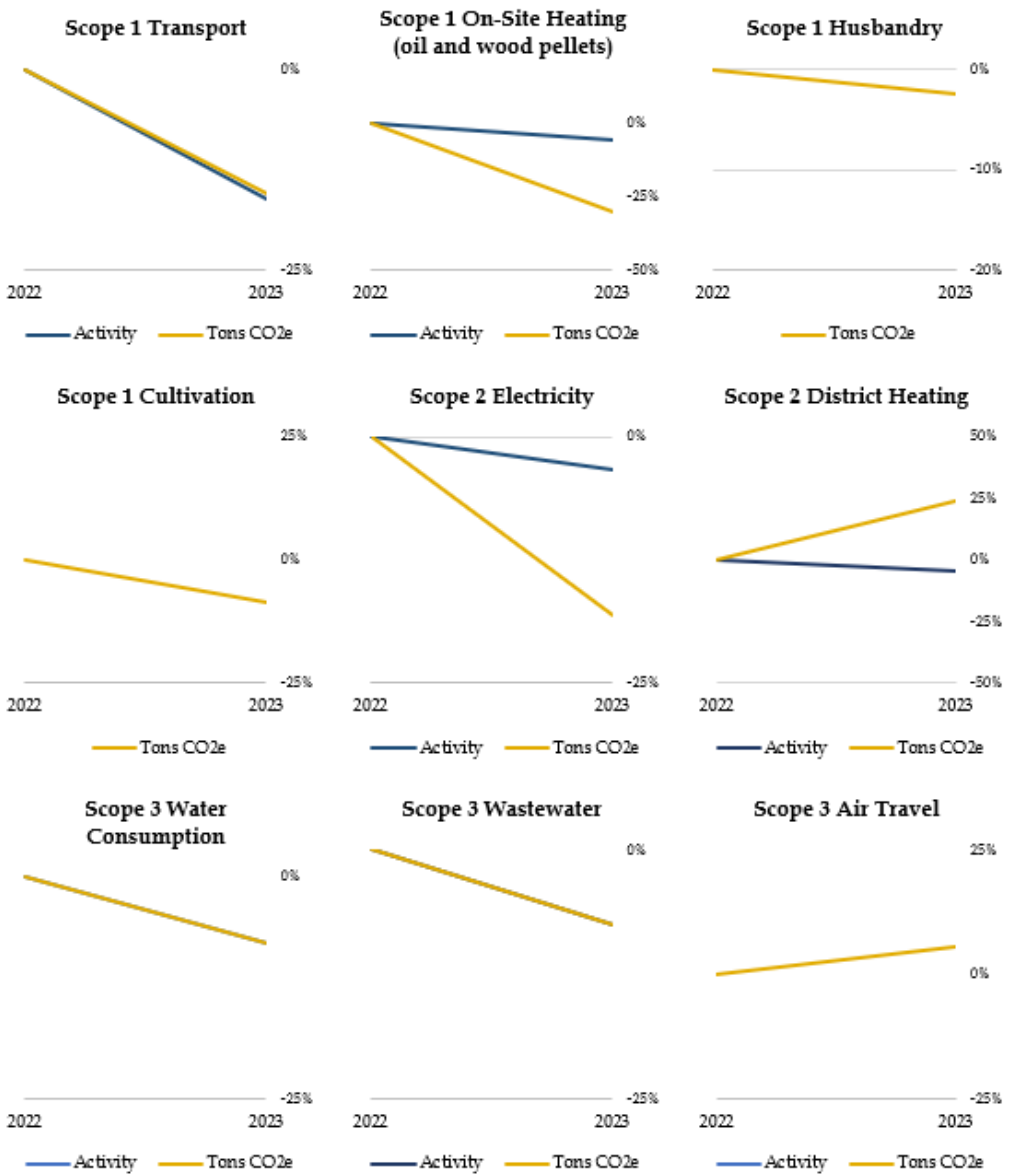 Scope 1 Transport
0%
-25%
2022 2023
Activity Tons CO2e
Scope 1 On-Site Heating
(oil and wood pellets)
0%
-25%
-50%
2022 2023
Activity Tons CO2e
Scope 1 Husbandry
0%
-10%
-20%
2022 2023
Tons CO2e
Scope 1 Cultivation
25%
0%
-25%
2022 2023
Tons CO2e
Scope 2 Electricity
0%
-25%
2022 2023
Activity Tons CO2e
Scope 2 District Heating
50%
25%
0%
-25%
-50%
2022 2023
Activity Tons CO2e
Scope 3 Water
Consumption
0%
-25%
2022 2023
Activity Tons CO2e
Scope 3 Wastewater
0%
-25%
2022 2023
Activity Tons CO2e
Scope 3 Air Travel
25%
0%
-25%
2022 2023
Activity Tons CO2e